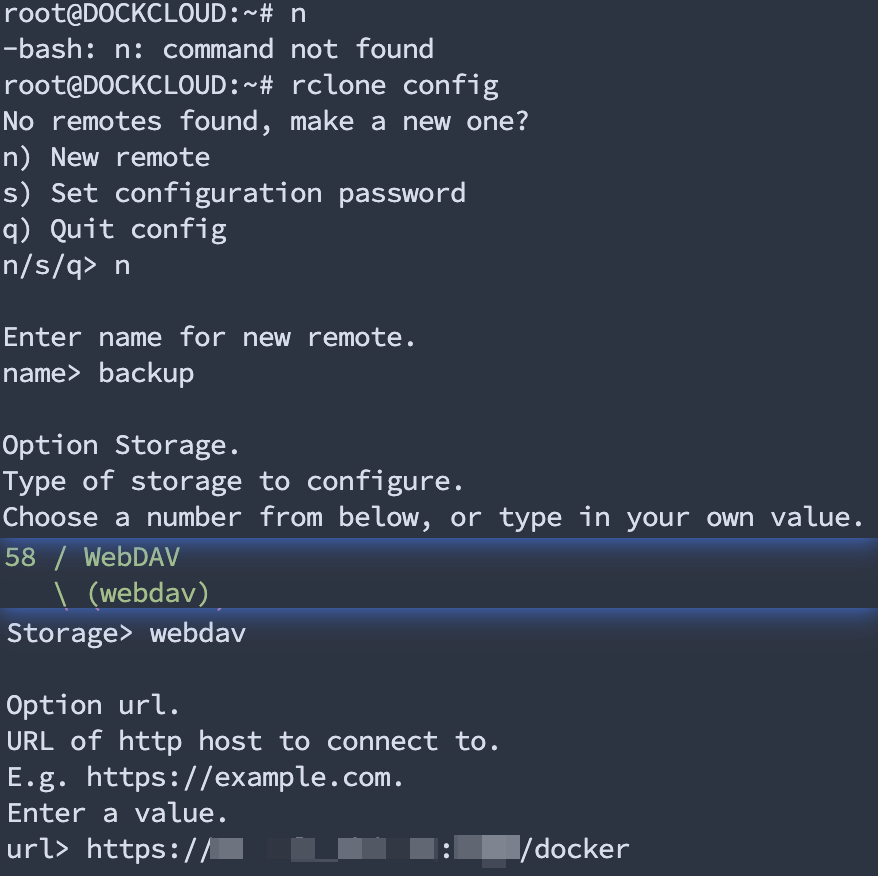 root@DOCKCLOUD:~# n
-bash: n: command not found
root@DOCKCLOUD:~# rclone config
No remotes found, make a new one?
n) New remote
s) Set configuration password
q) Quit config
n/s/q> n
Enter name for new remote.
name> backup
Option Storage.
Type of storage to configure.
Choose a number from below, or type in your own value.
58 / WebDAV
\ (webdav)
Storage> webdav
Option url.
URL of http host to connect to.
E.g. https://example.com.
Enter a value.
url> https:// : /docker